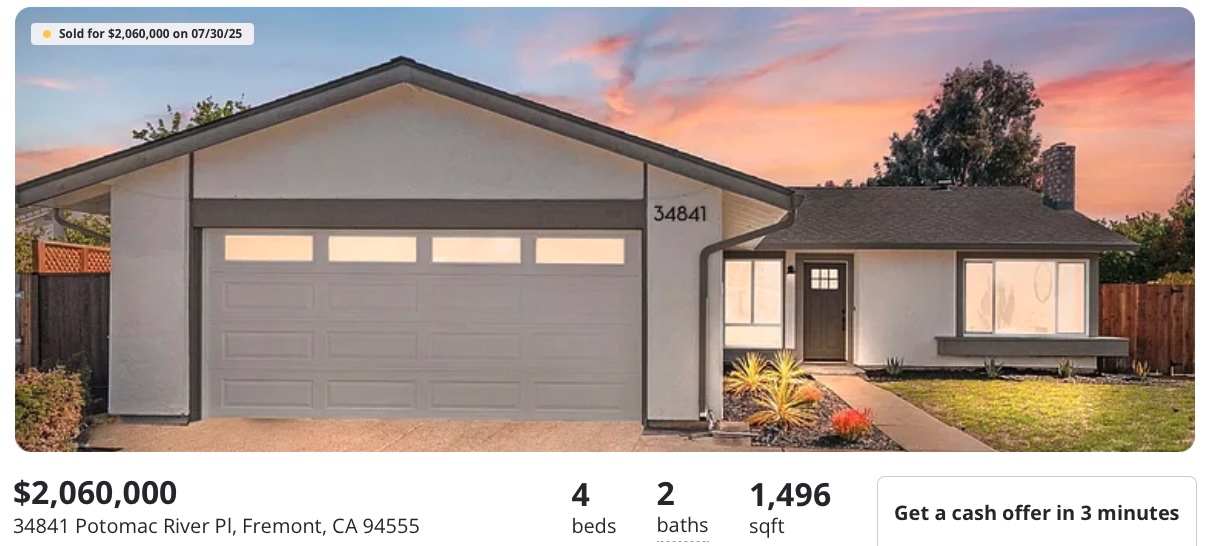 Sold for $2,060,000 on 07/30/25
34841
$2,060,000
34841 Potomac River Pl, Fremont, CA 94555
4
beds
2
baths
1,496
sqft
Get a cash offer in 3 minutes